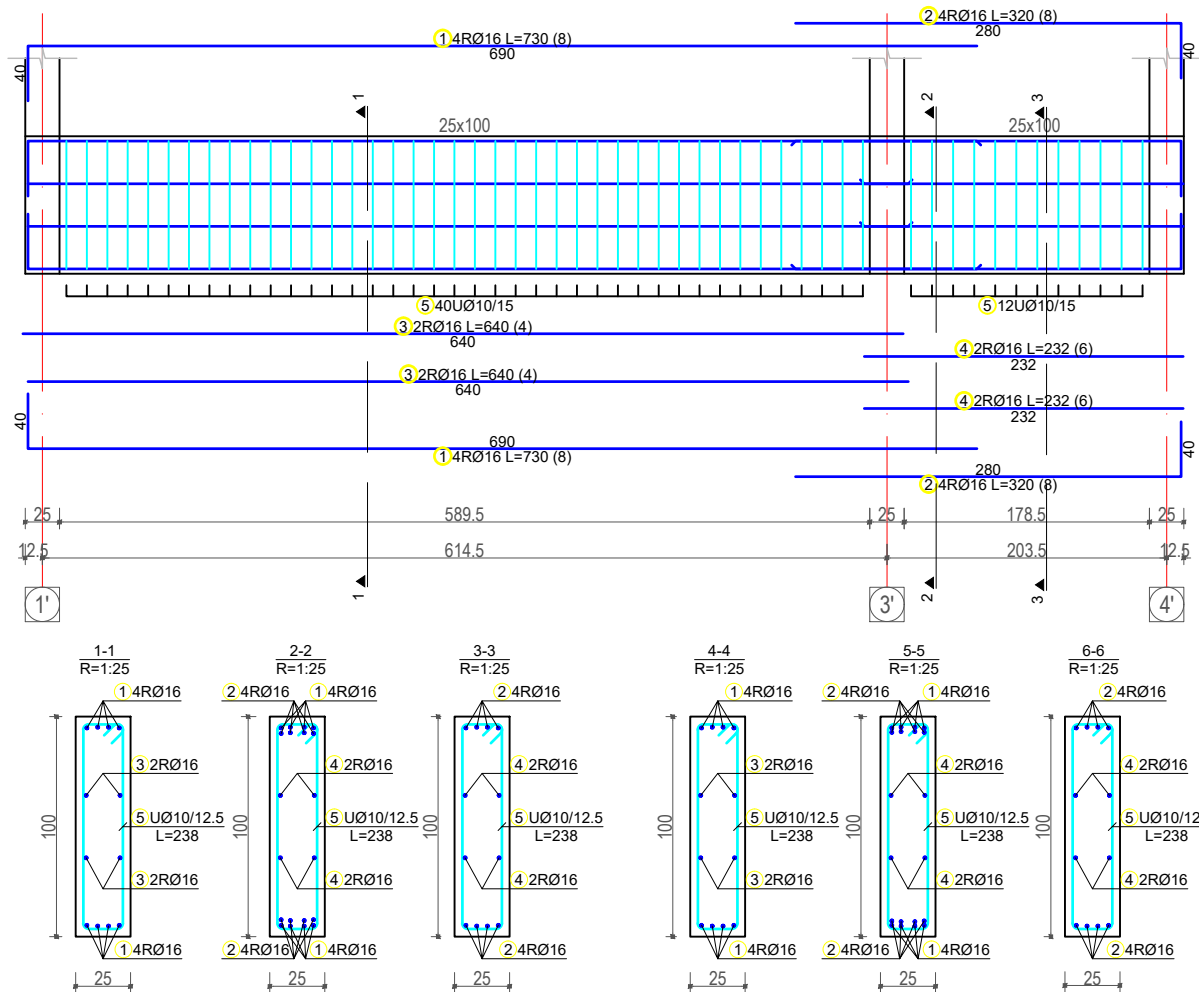 2 4RØ16 L=320 (8)
280
1 4RØ16 L=730 (8)
690
40
40
1
2
3
25x100
25x100
5 40UØ10/15
5 12UØ10/15
3 2RØ16 L=640 (4)
640
4 2RØ16 L=232 (6)
232
3 2RØ16 L=640 (4)
640
4 2RØ16 L=232 (6)
232
40
690
1 4RØ16 L=730 (8)
40
280
2 4RØ16 L=320 (8)
25 589.5 25 178.5 25
12.5 614.5 203.5 12.5
1
2
3
1' 3' 4'
1-1
R=1:25
1 4RØ16
3 2RØ16
5 UØ10/12.5
L=238
3 2RØ16
1 4RØ16
100
25
2-2
R=1:25
2 4RØ16 1 4RØ16
4 2RØ16
5 UØ10/12.5
L=238
4 2RØ16
2 4RØ16 1 4RØ16
100
25
3-3
R=1:25
2 4RØ16
4 2RØ16
5 UØ10/12.5
L=238
4 2RØ16
2 4RØ16
100
25
4-4
R=1:25
1 4RØ16
3 2RØ16
5 UØ10/12.5
L=238
3 2RØ16
1 4RØ16
100
25
5-5
R=1:25
2 4RØ16 1 4RØ16
4 2RØ16
5 UØ10/12.5
L=238
4 2RØ16
2 4RØ16 1 4RØ16
100
25
6-6
R=1:25
2 4RØ16
4 2RØ16
5 UØ10/12
L=238
4 2RØ16
2 4RØ16
100
25